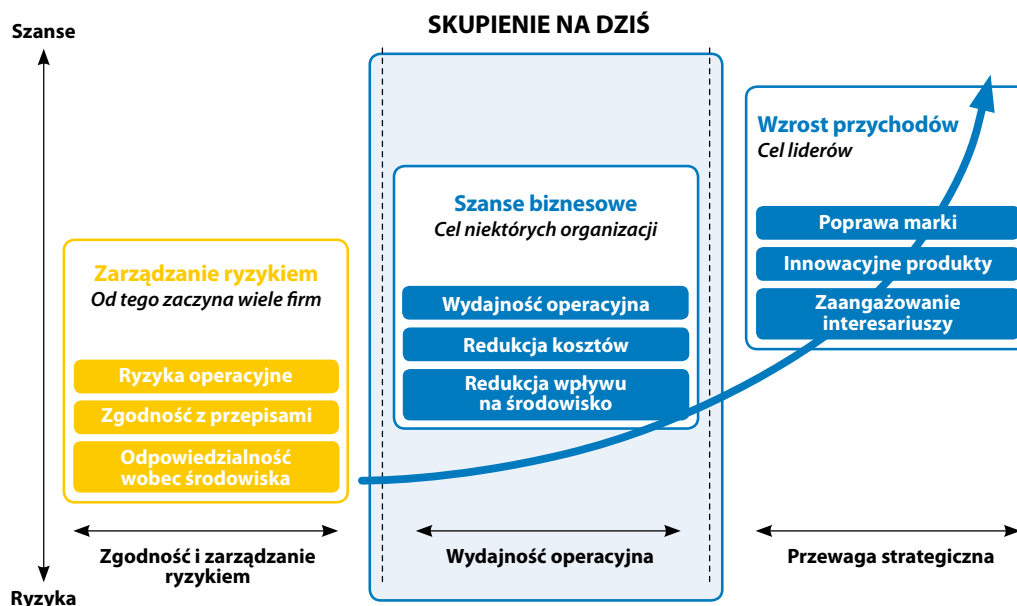 SKUPIENIE NA DZIŚ
Szanse
Zarządzanie ryzykiem
Od tego zaczyna wiele firm
Ryzyka operacyjne
Zgodność z przepisami
Odpowiedzialność
wobec środowiska
Zgodność i zarządzanie
ryzykiem
Szanse biznesowe
Cel niektórych organizacji
Wydajność operacyjna
Redukcja kosztów
Redukcja wpływu
na środowisko
Wydajność operacyjna
Wzrost przychodów
Cel liderów
Poprawa marki
Innowacyjne produkty
Zaangażowanie
interesariuszy
Przewaga strategiczna
Ryzyka